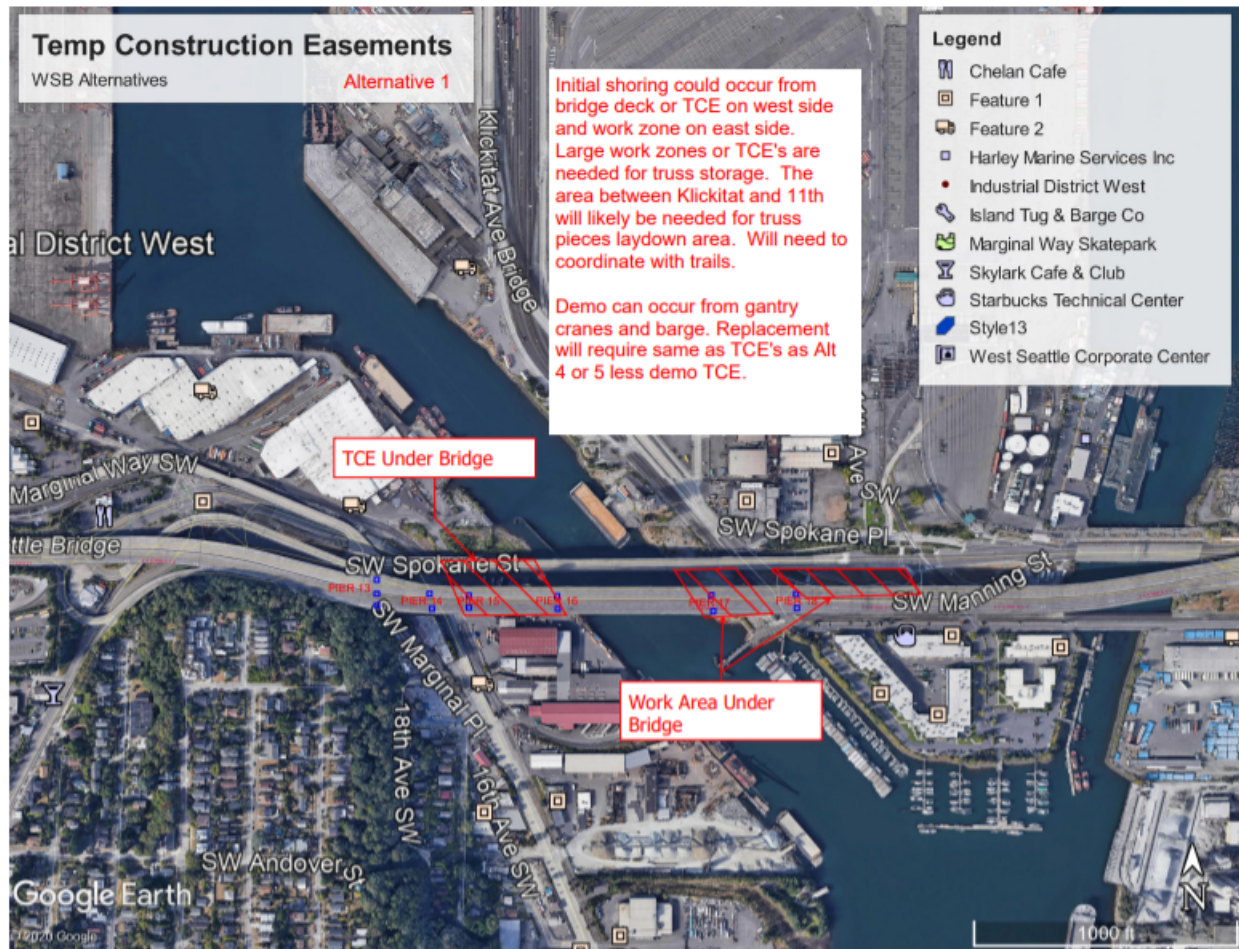 Temp Construction Easements
WSB Alternatives
Alternative 1
Initial shoring could occur from
bridge deck or TCE on west side
and work zone on east side.
Large work zones or TCE's are
needed for truss storage. The
area between Klickitat and 11th
will likely be needed for truss
pieces laydown area. Will need to
coordinate with trails.
Demo can occur from gantry
cranes and barge. Replacement
will require same as TCE's as Alt
4 or 5 less demo TCE.
Legend
Chelan Cafe
Feature 1
Feature 2
Harley Marine Services Inc
Industrial District West
Island Tug & Barge Co
Marginal Way Skatepark
Skylark Cafe & Club
Starbucks Technical Center
Style13
West Seattle Corporate Center
Klickitat Ave Bridge
al District West
TCE Under Bridge
Marginal Way SW
ttle Bridge
SW Spokane St
Ave SW
SW Spokane Pl
SW Manning St
PIER 13
PIER 14
PIER 15
PIER 16
PIER 17
PIER 18
SW Marginal Pl
Work Area Under
Bridge
18th Ave SW
16th Ave SW
SW Andover St
Google Earth
2020 Google
N
1000 ft